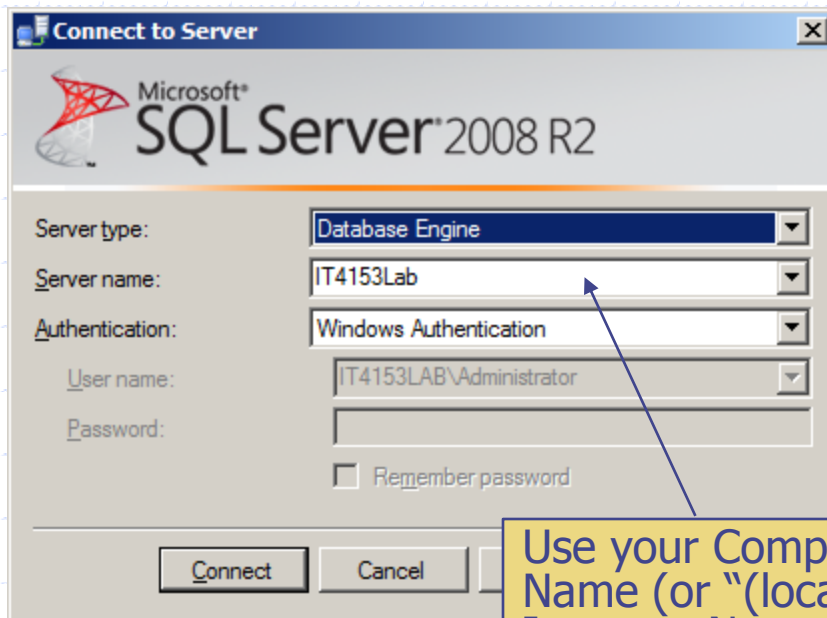 Connect to Server
Microsoft®
SQL Server® 2008 R2
Server type:
Database Engine
Server name:
IT4153Lab
Authentication:
Windows Authentication
User name:
IT4153LAB\Administrator
Password:
Remember password
Connect
Cancel
Use your Comp
Name (or “(loca